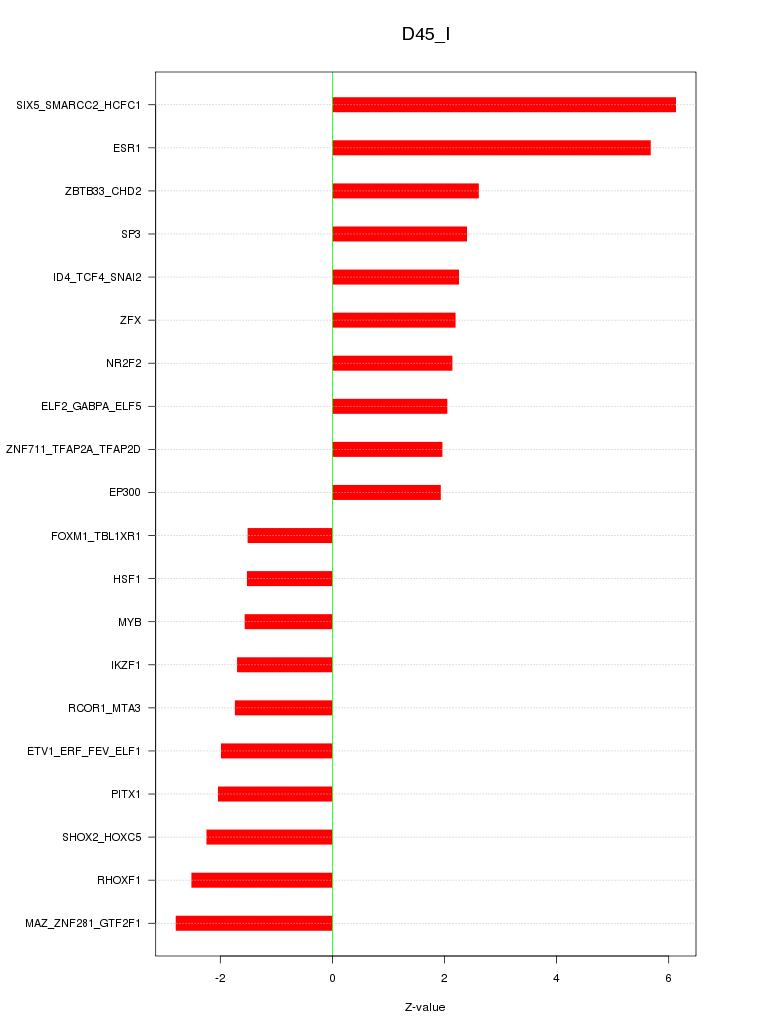 D45_I
SIX5_SMARCC2_HCFC1
ESR1
ZBTB33_CHD2
SP3
ID4_TCF4_SNAI2
ZFX
NR2F2
ELF2_GABPA_ELF5
ZNF711_TFAP2A_TFAP2D
EP300
FOXM1_TBL1XR1
HSF1
MYB
IKZF1
RCOR1_MTA3
ETV1_ERF_FEV_ELF1
PITX1
SHOX2_HOXC5
RHOXF1
MAZ_ZNF281_GTF2F1
-2 0 2 4 6
Z-value